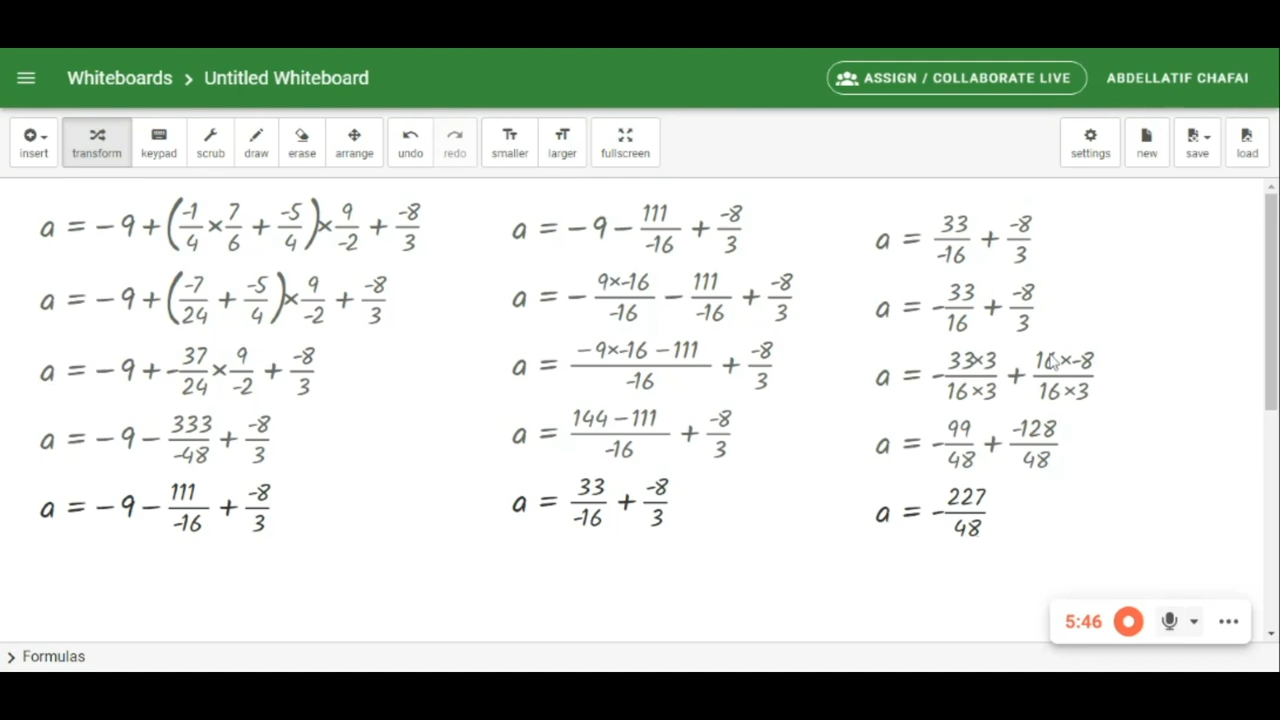 Whiteboards > Untitled Whiteboard
ASSIGN / COLLABORATE LIVE
ABDELLATIF CHAFAI
insert transform keypad scrub draw erase arrange undo redo smaller larger fullscreen settings new save load
a = -9 + (-1/4 × 7/6 + -5/4) × 9/-2 + -8/3
a = -9 + (-7/24 + -5/4) × 9/-2 + -8/3
a = -9 + -37/24 × 9/-2 + -8/3
a = -9 - 333/-48 + -8/3
a = -9 - 111/-16 + -8/3
a = -9 - 111/-16 + -8/3
a = - 9×-16/-16 - 111/-16 + -8/3
a = -9×-16 -111/-16 + -8/3
a = 144 - 111/-16 + -8/3
a = 33/-16 + -8/3
a = 33/-16 + -8/3
a = -33/16 + -8/3
a = -33×3/16×3 + 16×-8/16×3
a = -99/48 + -128/48
a = -227/48
5:46
Formulas